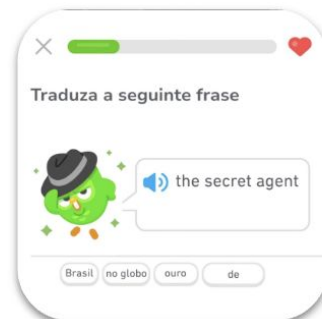 Traduza a seguinte frase
the secret agent
Brasil no globo ouro de